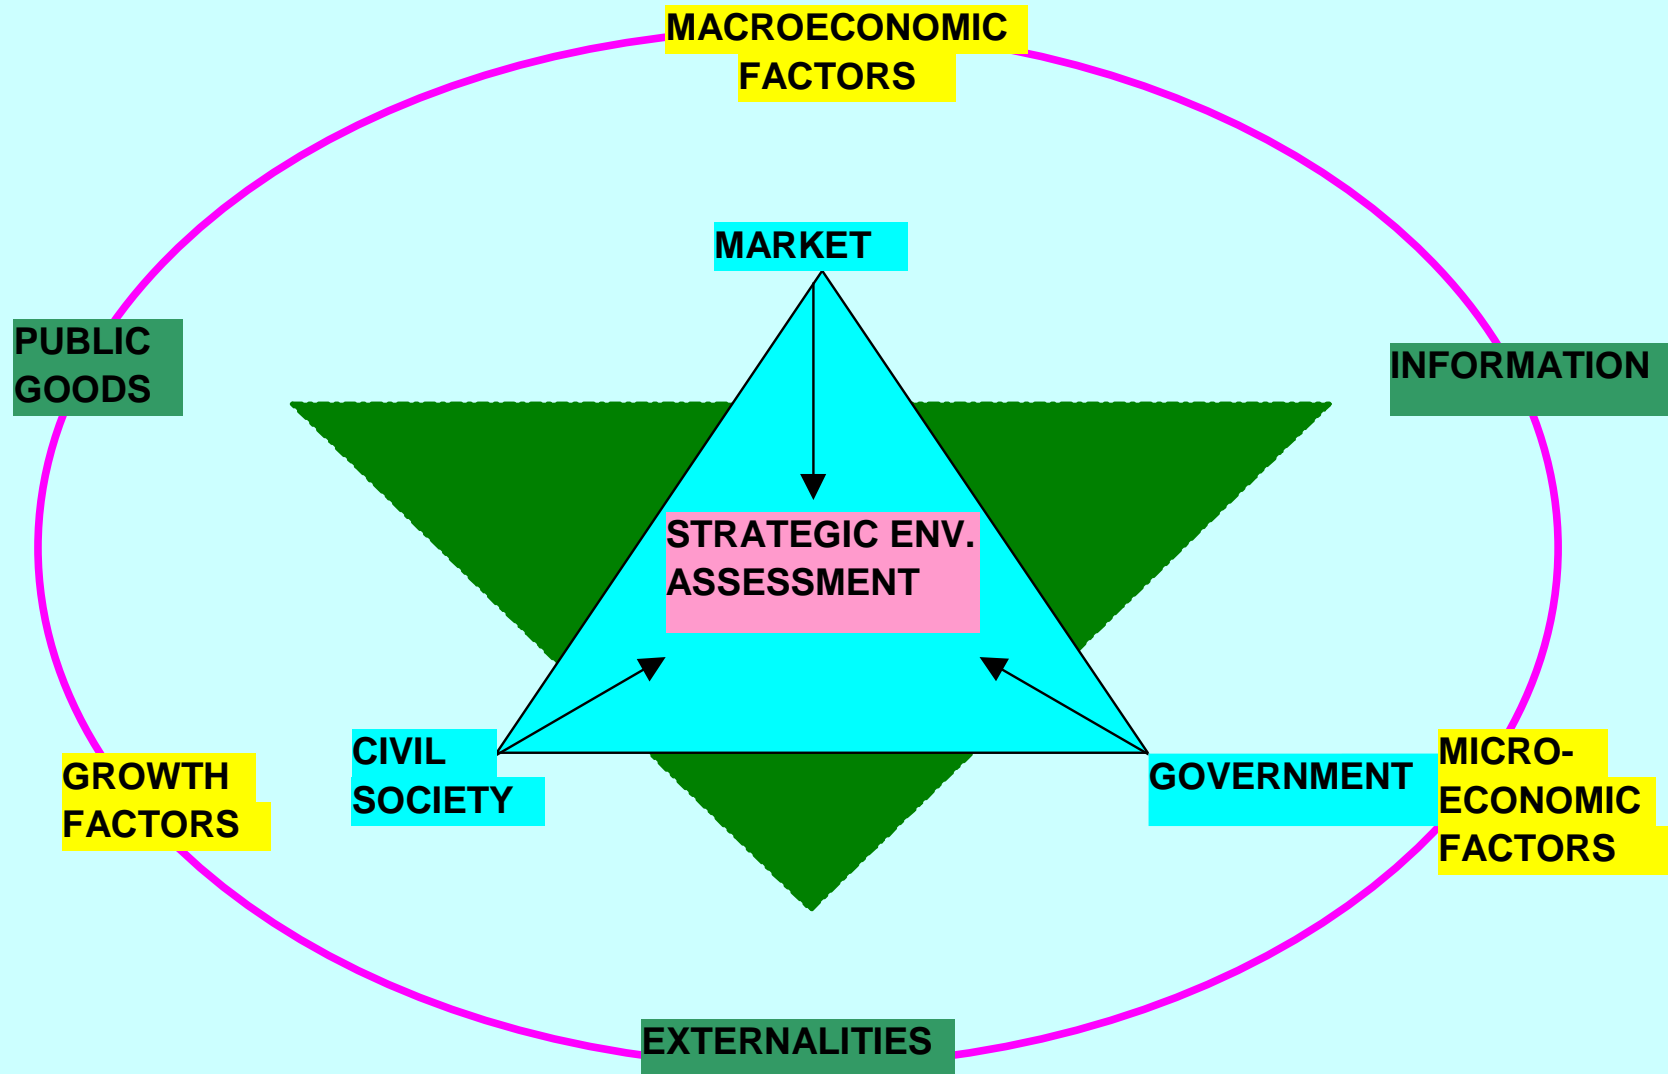 MACROECONOMIC
FACTORS
MARKET
PUBLIC
GOODS
INFORMATION
STRATEGIC ENV.
ASSESSMENT
CIVIL
SOCIETY
GOVERNMENT
GROWTH
FACTORS
MICRO-
ECONOMIC
FACTORS
EXTERNALITIES